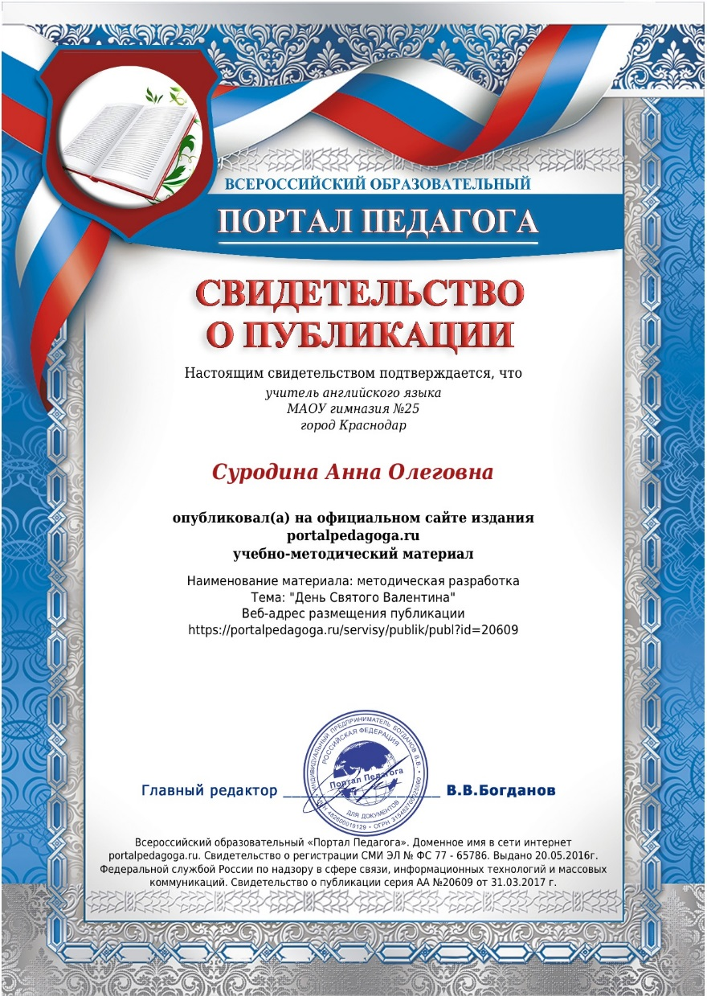 ВСЕРОССИЙСКИЙ ОБРАЗОВАТЕЛЬНЫЙ
ПОРТАЛ ПЕДАГОГА
СВИДЕТЕЛЬСТВО
О ПУБЛИКАЦИИ
Настоящим свидетельством подтверждается, что
учитель английского языка
МАОУ гимназия №25
город Краснодар
Суродина Анна Олеговна
опубликовал(а) на официальном сайте издания
portalpedagoga.ru
учебно-методический материал
Наименование материала: методическая разработка
Тема: "День Святого Валентина"
Веб-адрес размещения публикации
https://portalpedagoga.ru/servisy/publik/publ?id=20609
ИНДИВИДУАЛЬНЫЙ ПРЕДПРИНИМАТЕЛЬ БОГДАНОВ В.В.
РОССИЙСКАЯ ФЕДЕРАЦИЯ
Портал Педагога
ДЛЯ ДОКУМЕНТОВ
Главный редактор ____________________ В.В.Богданов
Всероссийский образовательный «Портал Педагога». Доменное имя в сети интернет
portalpedagoga.ru. Свидетельство о регистрации СМИ ЭЛ № ФС 77 - 65786. Выдано 20.05.2016г.
Федеральной службой России по надзору в сфере связи, информационных технологий и массовых
коммуникаций. Свидетельство о публикации серия АА №20609 от 31.03.2017 г.